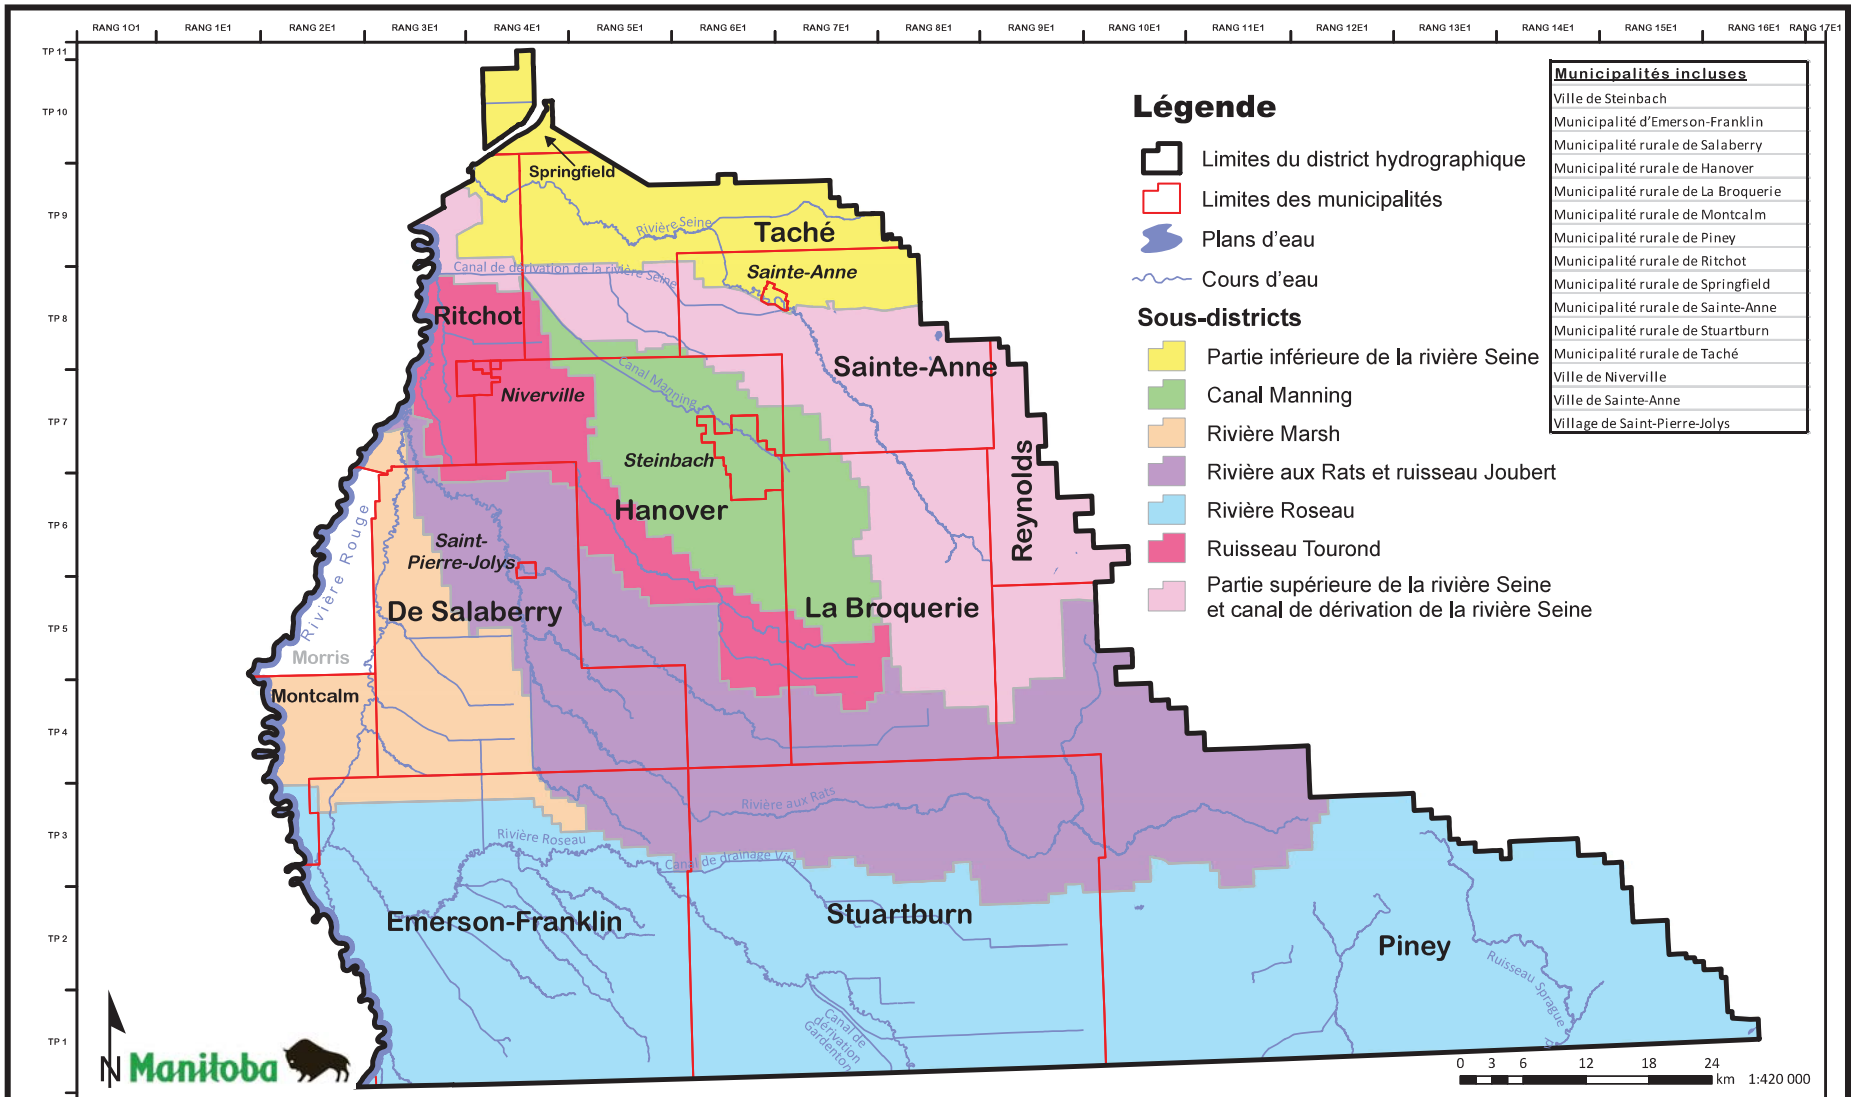 RANG 1O1 RANG 1E1 RANG 2E1 RANG 3E1 RANG 4E1 RANG 5E1 RANG 6E1 RANG 7E1 RANG 8E1 RANG 9E1 RANG 10E1 RANG 11E1 RANG 12E1 RANG 13E1 RANG 14E1 RANG 15E1 RANG 16E1 RANG 17E1
TP 11
TP 10
TP 9
TP 8
TP 7
TP 6
TP 5
TP 4
TP 3
TP 2
TP 1
Légende
Limites du district hydrographique
Limites des municipalités
Plans d'eau
Cours d'eau
Sous-districts
Partie inférieure de la rivière Seine
Canal Manning
Rivière Marsh
Rivière aux Rats et ruisseau Joubert
Rivière Roseau
Ruisseau Tourond
Partie supérieure de la rivière Seine
et canal de dérivation de la rivière Seine
Municipalités incluses
Ville de Steinbach
Municipalité d'Emerson-Franklin
Municipalité rurale de Salaberry
Municipalité rurale de Hanover
Municipalité rurale de La Broquerie
Municipalité rurale de Montcalm
Municipalité rurale de Piney
Municipalité rurale de Ritchot
Municipalité rurale de Springfield
Municipalité rurale de Sainte-Anne
Municipalité rurale de Stuartburn
Municipalité rurale de Taché
Ville de Niverville
Ville de Sainte-Anne
Village de Saint-Pierre-Jolys
Springfield
Rivière Seine
Taché
Canal de dérivation de la rivière Seine
Sainte-Anne
Ritchot
Sainte-Anne
Canal Manning
Niverville
Steinbach
Reynolds
Hanover
Rivière Rouge
Saint-
Pierre-Jolys
De Salaberry
La Broquerie
Morris
Montcalm
Rivière aux Rats
Rivière Roseau
Canal de drainage Vita
Emerson-Franklin
Stuartburn
Piney
Ruisseau Sprague
Canal de
dérivation
Gardenton
N
Manitoba
0 3 6 12 18 24
km 1:420 000